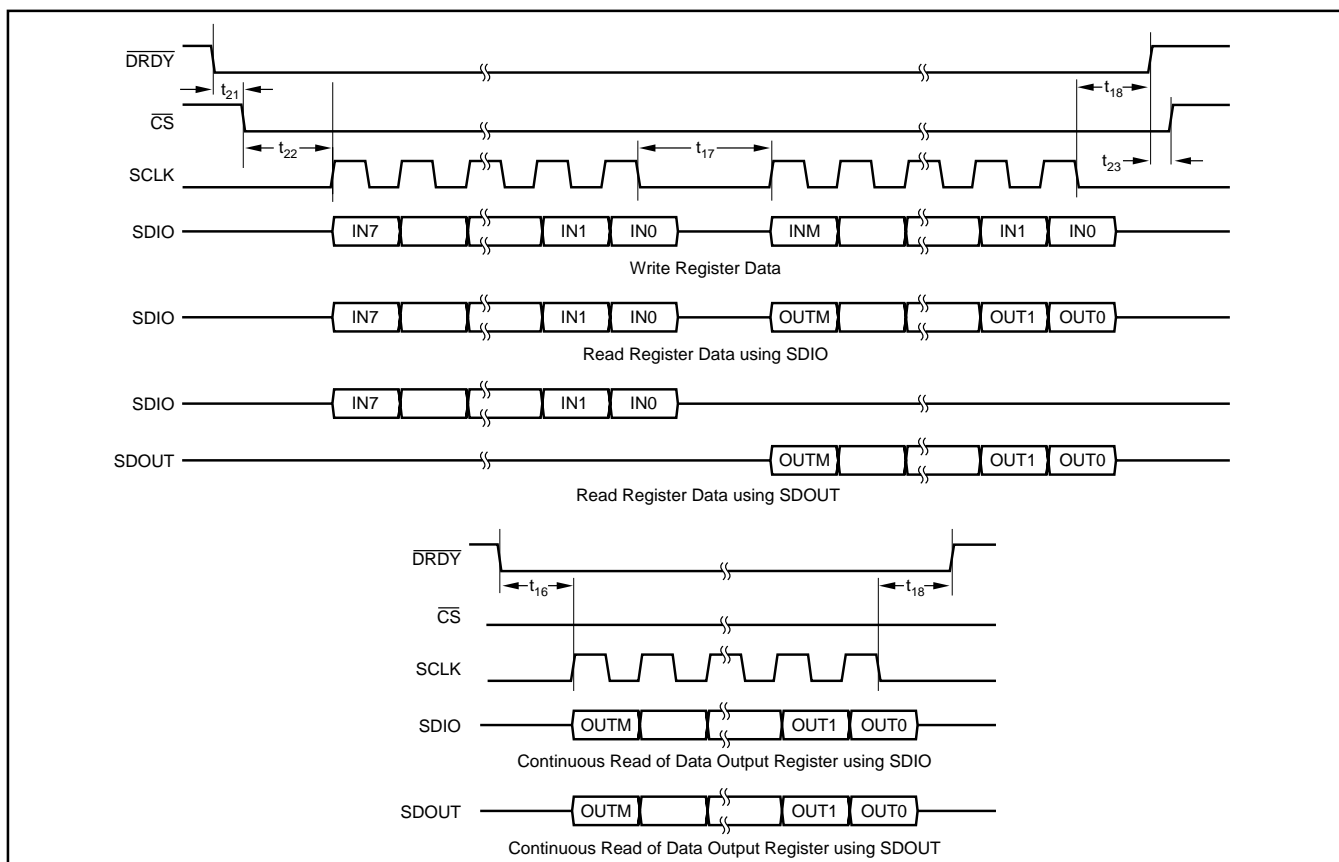 DRDY
t21 t18
CS
t22 t17
SCLK t23
SDIO IN7 IN1 IN0 INM IN1 IN0
Write Register Data
SDIO IN7 IN1 IN0 OUTM OUT1 OUT0
Read Register Data using SDIO
SDIO IN7 IN1 IN0
SDOUT OUTM OUT1 OUT0
Read Register Data using SDOUT
DRDY
t16 t18
CS
SCLK
SDIO OUTM OUT1 OUT0
Continuous Read of Data Output Register using SDIO
SDOUT OUTM OUT1 OUT0
Continuous Read of Data Output Register using SDOUT